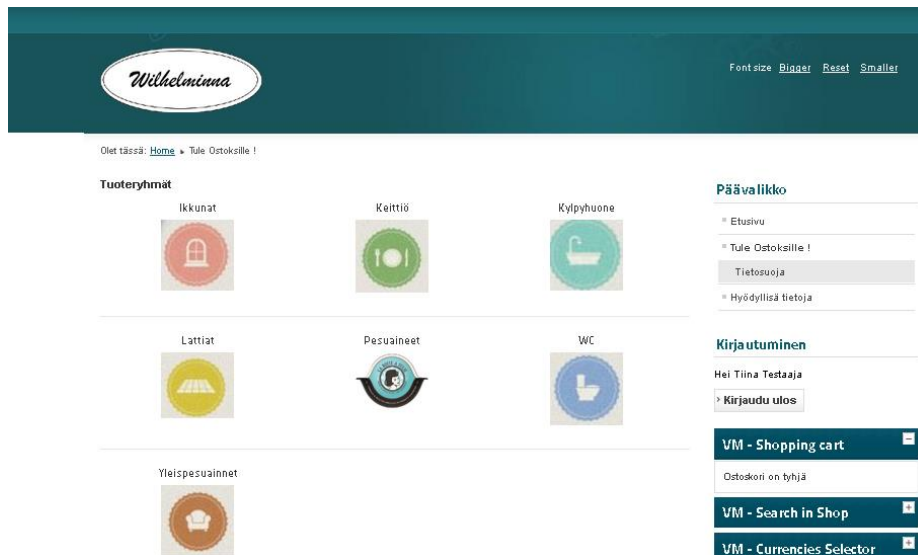 Wilhelminna
Font size Bigger Reset Smaller
Olet tässä: Home Tule Ostoksille !
Tuoteryhmät
Ikkunat Keittiö Kylpyhuone
Lattiat Pesuaineet WC
Yleispesuainnet
Päävalikko
Etusivu
Tule Ostoksille !
Tietosuoja
Hyödyllisä tietoja
Kirjautuminen
Hei Tiina Testaaja
Kirjaudu ulos
VM - Shopping cart
Ostoskori on tyhjä
VM - Search in Shop
VM - Currencies Selector